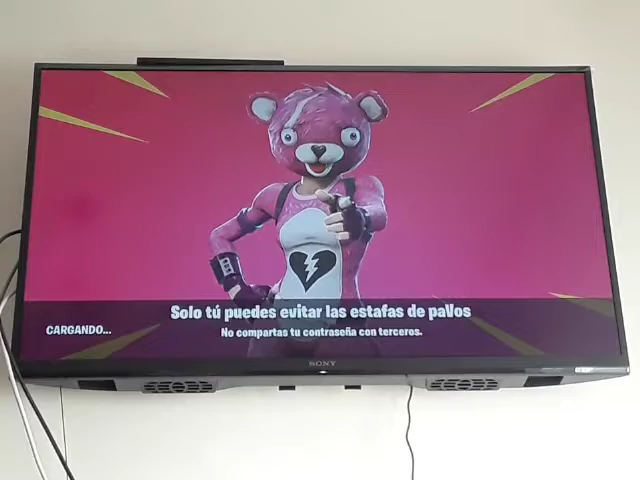 Solo tú puedes evitar las estafas de paVos
CARGANDO...
No compartas tu contraseña con terceros.
SONY